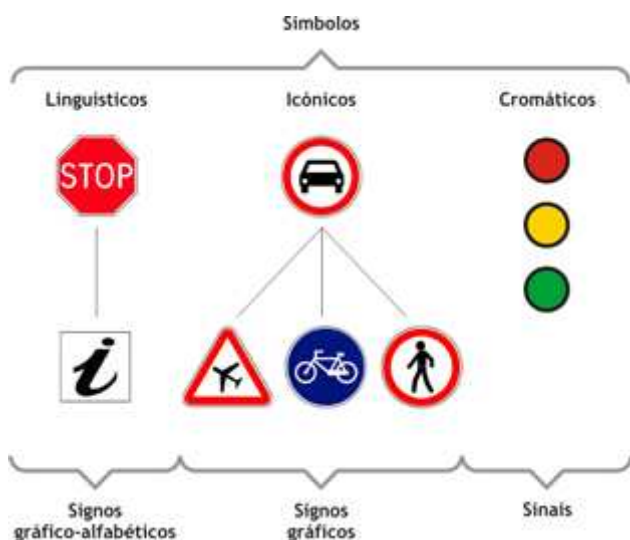 Símbolos
Linguísticos
Icónicos
Cromáticos
STOP
i
Signos
gráfico-alfabéticos
Signos
gráficos
Sinais